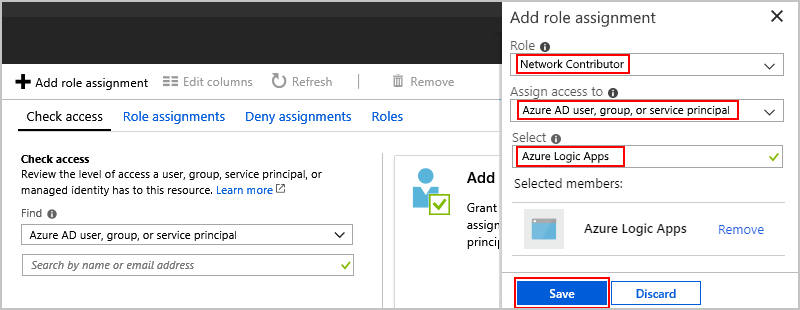 Add role assignment
Edit columns
Refresh
Remove
Check access
Role assignments
Deny assignments
Roles
Check access
Review the level of access a user, group, service principal, or
managed identity has to this resource. Learn more
Find
Azure AD user, group, or service principal
Search by name or email address
Add
Grant
assign
princip
Add role assignment
Role
Network Contributor
Assign access to
Azure AD user, group, or service principal
Select
Azure Logic Apps
Selected members:
Azure Logic Apps
Remove
Save
Discard